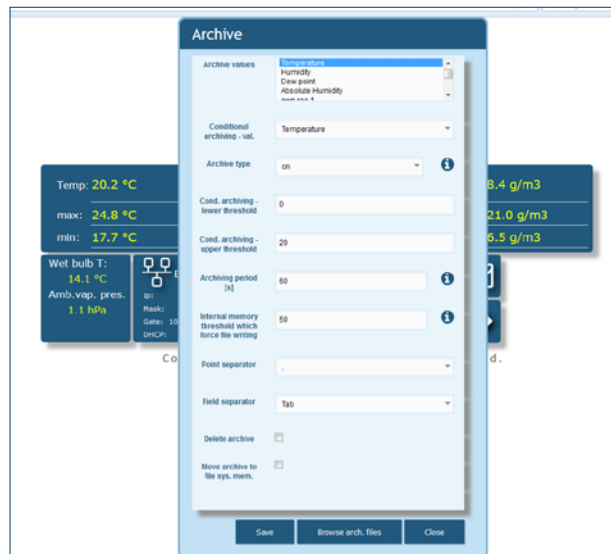 Archive
Archive values
Temperature
Humidity
Dew point
Absolute Humidity
Conditional
archiving - val.
Temperature
Archive type
on
Cond. archiving -
lower threshold
0
Cond. archiving -
upper threshold
20
Archiving period
[s]
60
Internal memory
threshold which
force file writing
50
Point separator
.
Field separator
Tab
Delete archive
Move archive to
file sys. mem.
Save
Browse arch. files
Close
Temp: 20.2 °C
max: 24.8 °C
min: 17.7 °C
8.4 g/m3
21.0 g/m3
6.5 g/m3
Wet bulb T:
14.1 °C
Amb.vap. pres.
1.1 hPa
E
Ip:
Mask:
Gate: 10
DHCP:
Co
d.